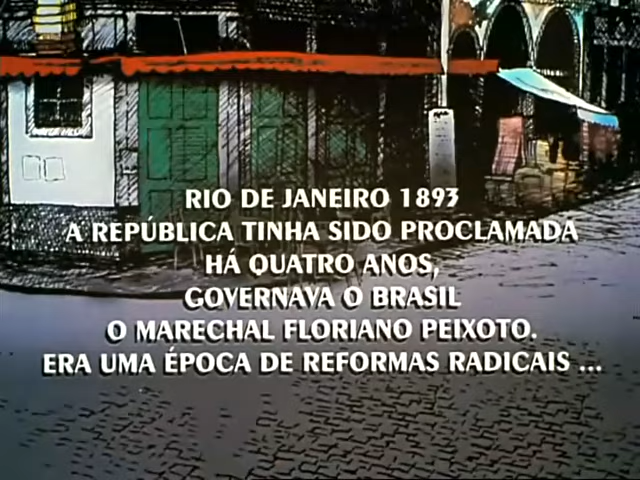 RIO DE JANEIRO 1893
A REPÚBLICA TINHA SIDO PROCLAMADA
HÁ QUATRO ANOS,
GOVERNAVA O BRASIL
O MARECHAL FLORIANO PEIXOTO.
ERA UMA ÉPOCA DE REFORMAS RADICAIS ...